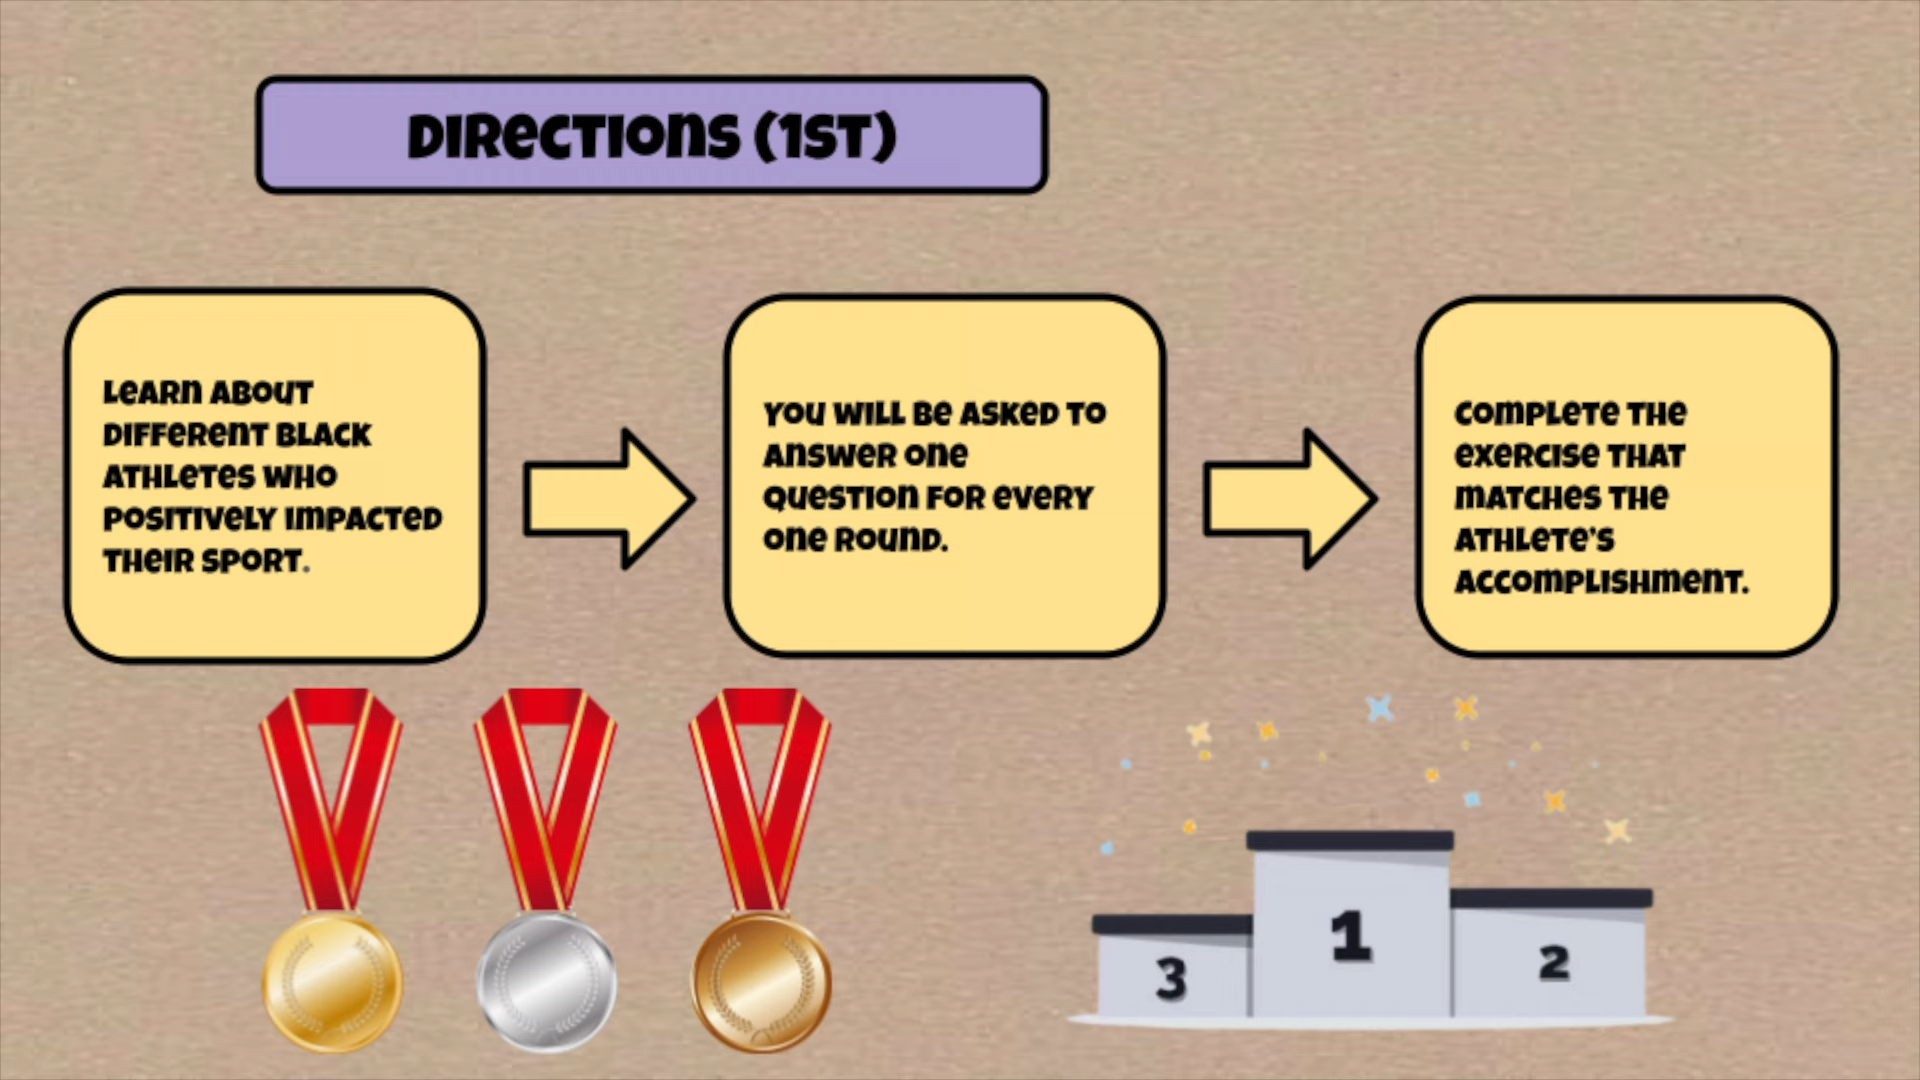 DIRECTIONS (1ST)
LEARN ABOUT
DIFFERENT BLACK
ATHLETES WHO
POSITIVELY IMPACTED
THEIR SPORT.
YOU WILL BE ASKED TO
ANSWER ONE
QUESTION FOR EVERY
ONE ROUND.
COMPLETE THE
EXERCISE THAT
MATCHES THE
ATHLETE'S
ACCOMPLISHMENT.
3
1
2